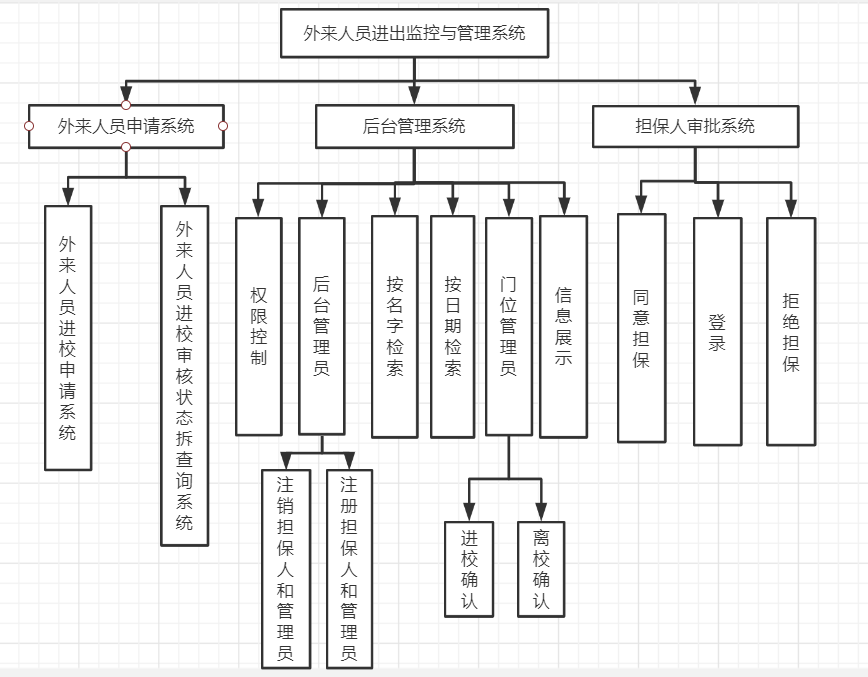 外来人员进出监控与管理系统
外来人员申请系统
后台管理系统
担保人审批系统
外来人员进校申请系统
外来人员进校审核状态拆查询系统
权限控制
后台管理员
按名字检索
按日期检索
门位管理员
信息展示
同意担保
登录
拒绝担保
注销担保人和管理员
注册担保人和管理员
进校确认
离校确认